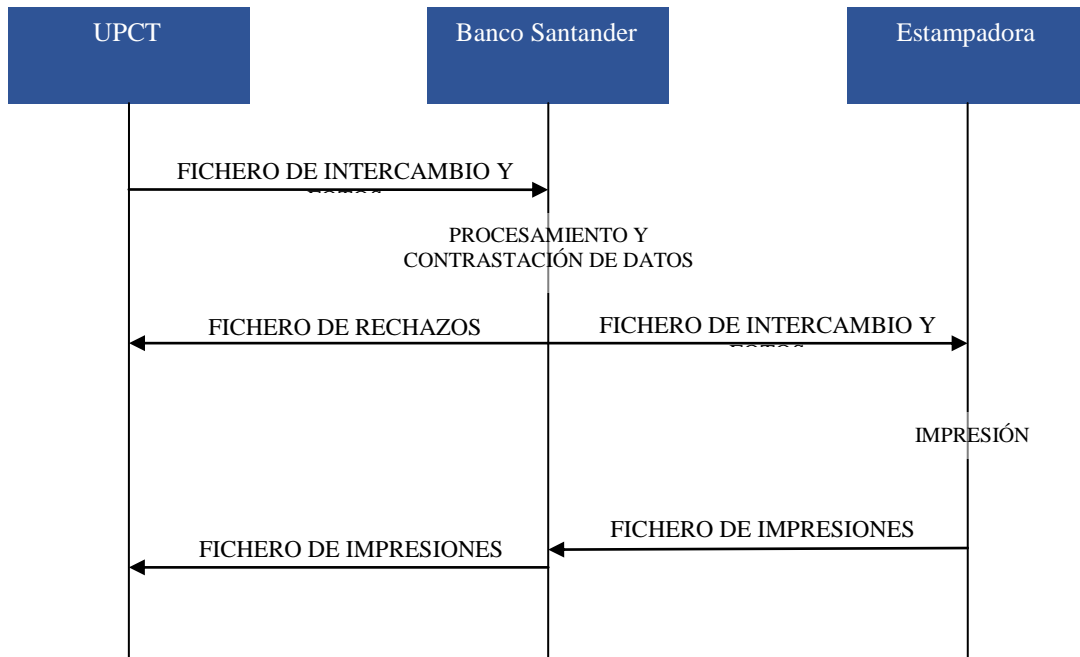 UPCT
Banco Santander
Estampadora
FICHERO DE INTERCAMBIO Y
PROCESAMIENTO Y
CONTRASTACIÓN DE DATOS
FICHERO DE RECHAZOS
FICHERO DE INTERCAMBIO Y
IMPRESIÓN
FICHERO DE IMPRESIONES
FICHERO DE IMPRESIONES